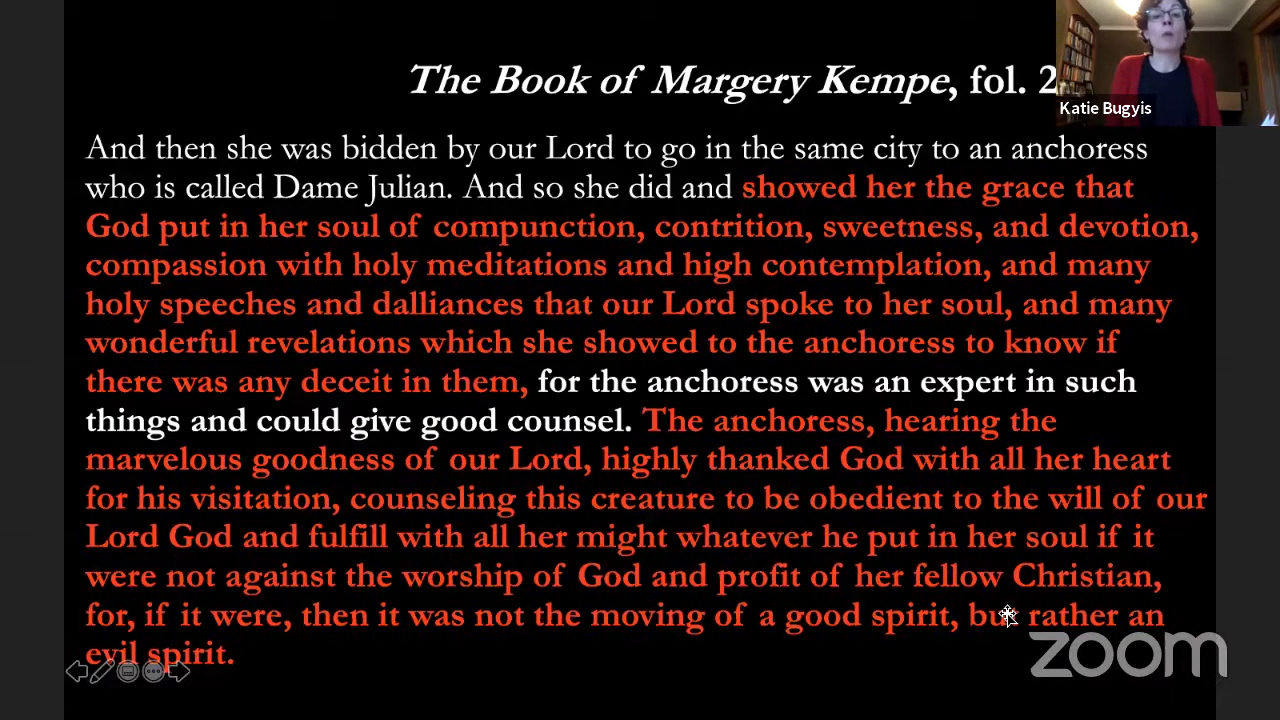 The Book of Margery Kempe, fol. 2
Katie Bugyis
And then she was bidden by our Lord to go in the same city to an anchoress
who is called Dame Julian. And so she did and showed her the grace that
God put in her soul of compunction, contrition, sweetness, and devotion,
compassion with holy meditations and high contemplation, and many
holy speeches and dalliances that our Lord spoke to her soul, and many
wonderful revelations which she showed to the anchoress to know if
there was any deceit in them, for the anchoress was an expert in such
things and could give good counsel. The anchoress, hearing the
marvelous goodness of our Lord, highly thanked God with all her heart
for his visitation, counseling this creature to be obedient to the will of our
Lord God and fulfill with all her might whatever he put in her soul if it
were not against the worship of God and profit of her fellow Christian,
for, if it were, then it was not the moving of a good spirit, but rather an
evil spirit.
zoom